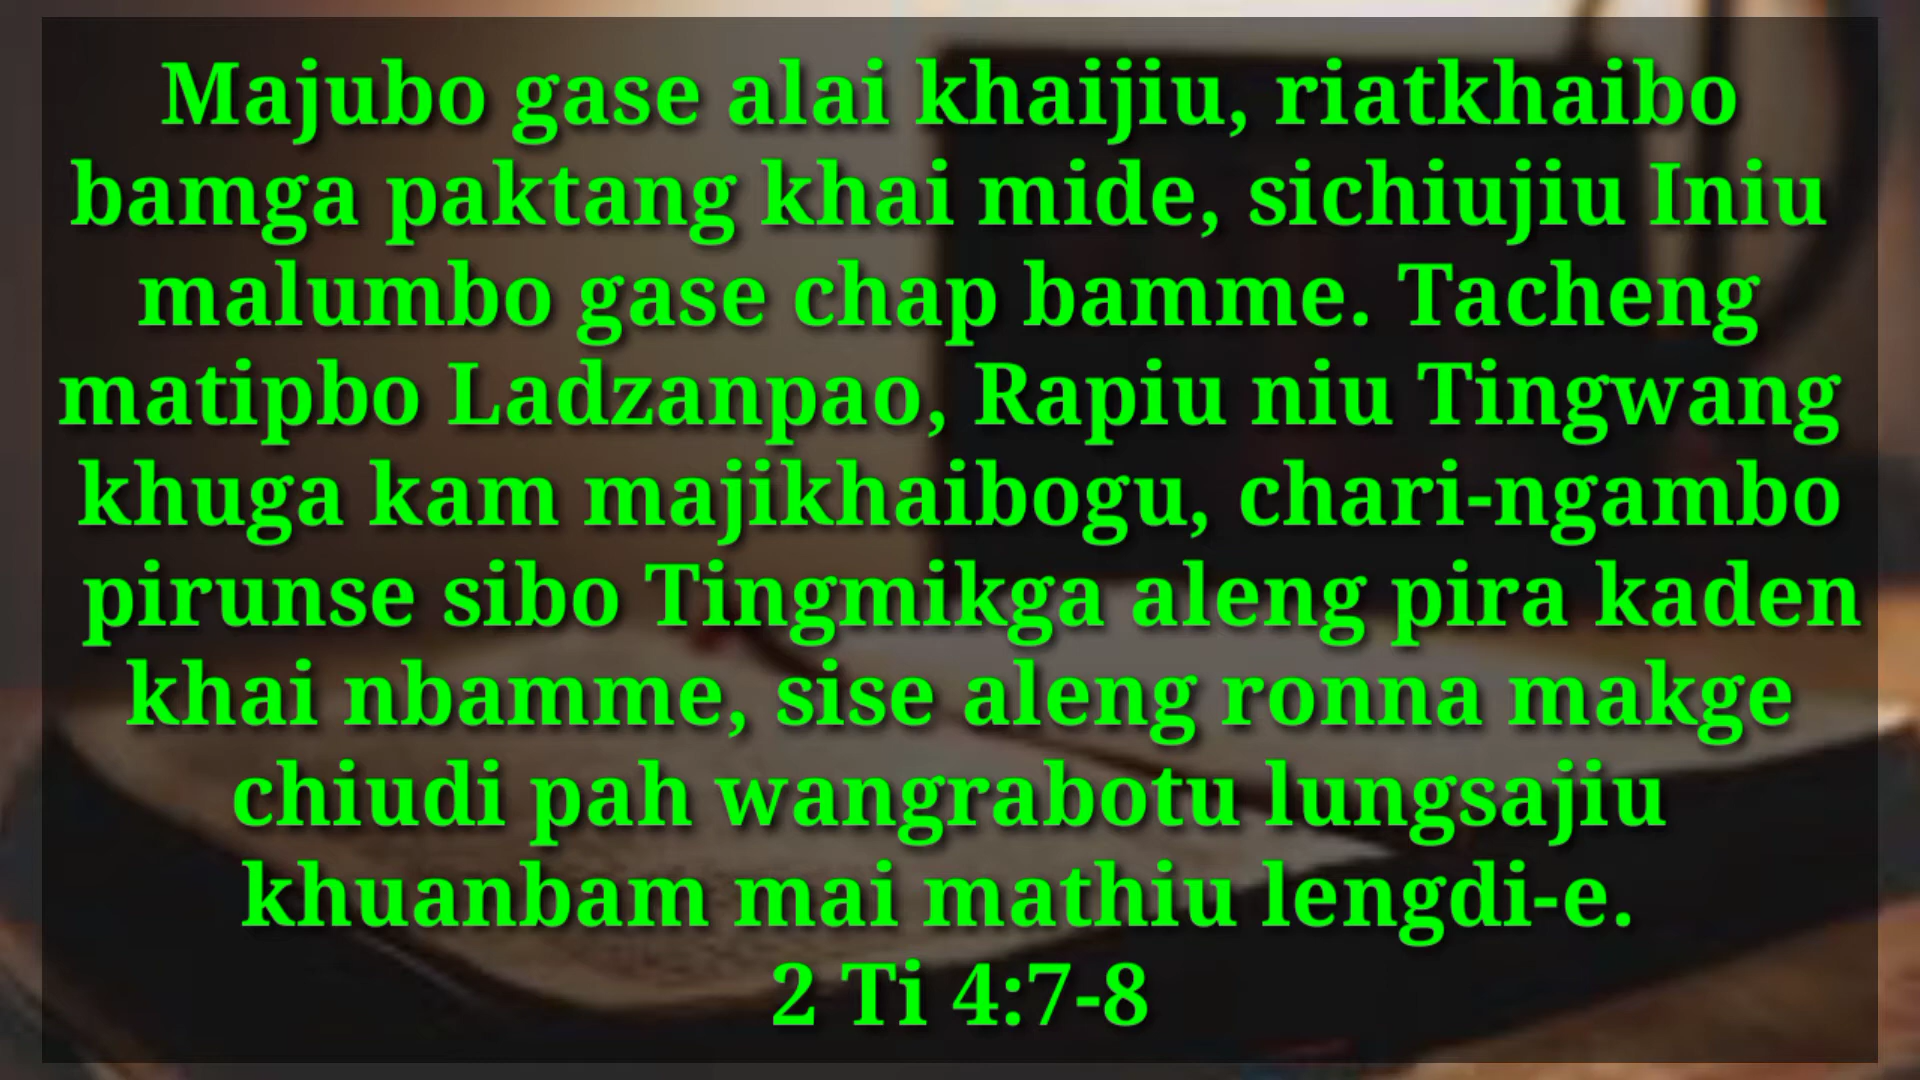 Majubo gase alai khaijiu, riatkhaibo
bamga paktang khai mide, sichiujiu Iniu
malumbo gase chap bamme. Tacheng
matipbo Ladzanpao, Rapiu niu Tingwang
khuga kam majikhaibogu, chari-ngambo
pirunse sibo Tingmikga aleng pira kaden
khai nbamme, sise aleng ronna makge
chiudi pah wangrabotu lungsajiu
khuanbam mai mathiu lengdi-e.
2 Ti 4:7-8